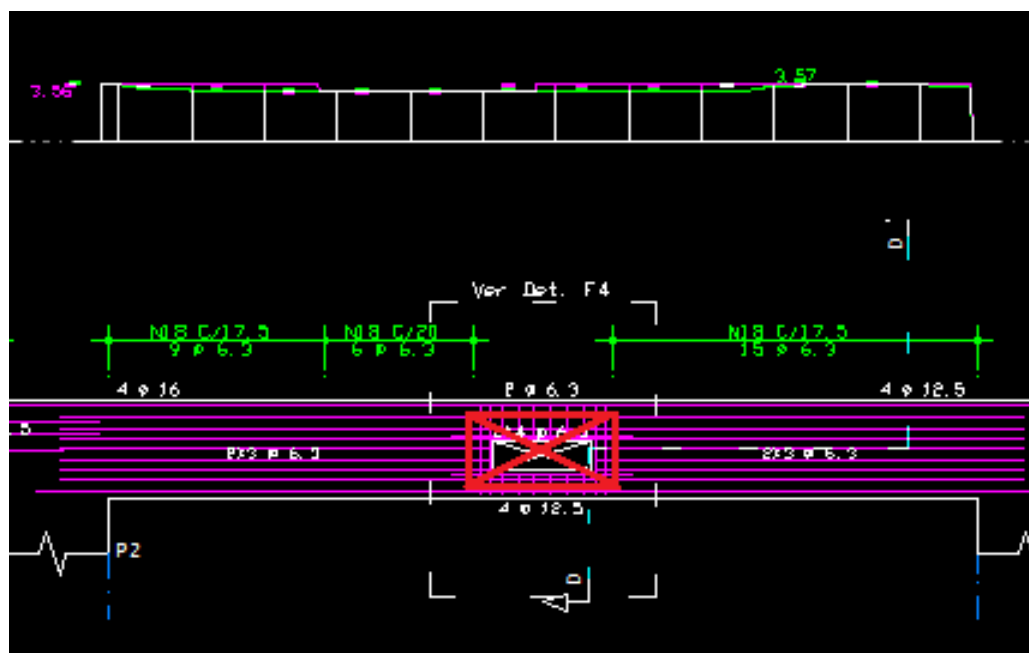 3.56
3.57
D
Ver Det. F4
N18 C/17.5
9 ø 6.3
N18 C/20
6 ø 6.3
N18 C/17.5
15 ø 6.3
4 ø 16
2 ø 6.3
4 ø 12.5
.5
2X3 ø 6.3
2X3 ø 6.3
4 ø 12.5
P2
D